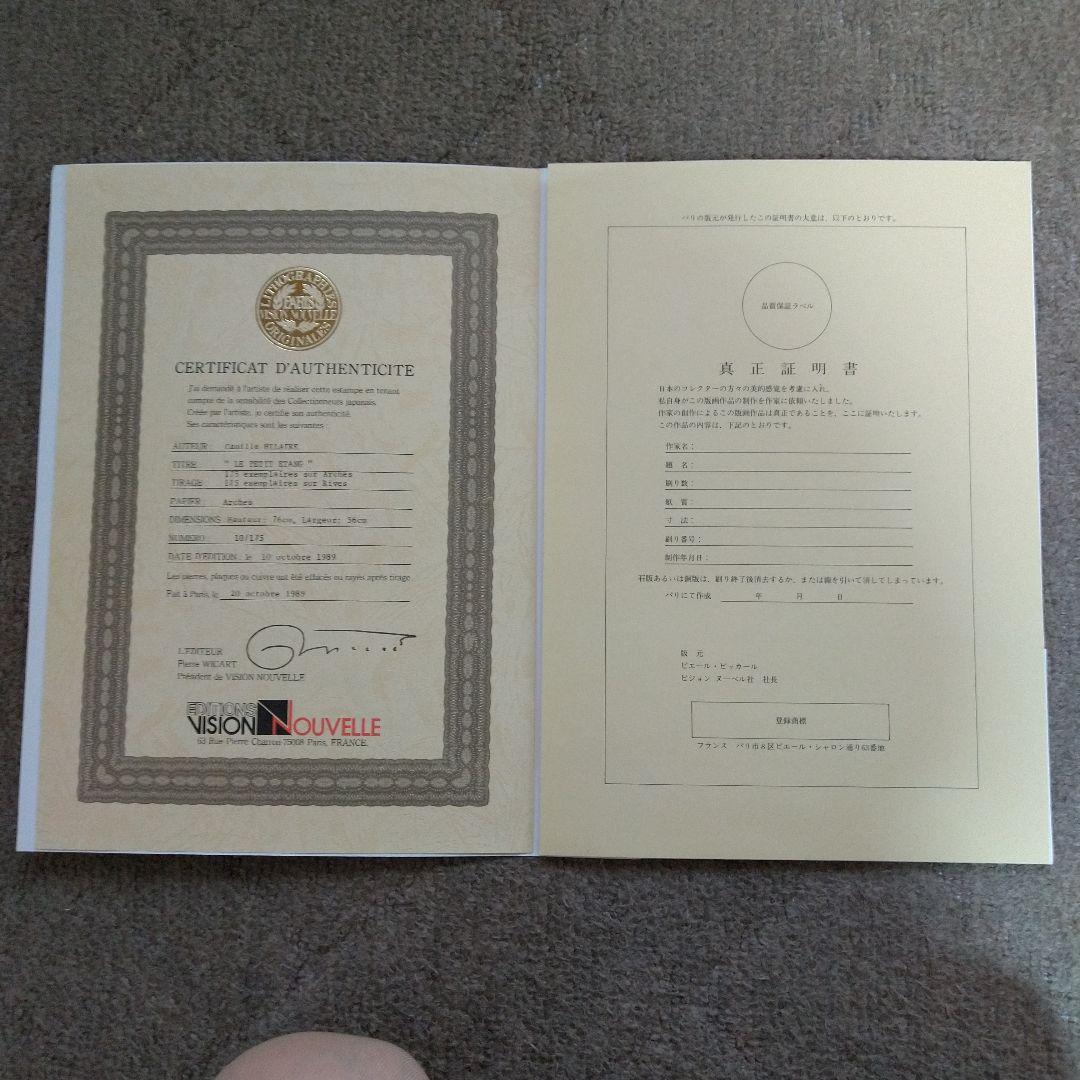 LITHOGRAPHIES
PARIS
VISION NOUVELLE
ORIGINALES
CERTIFICAT D'AUTHENTICITE
J'ai demandé à l'artiste de réaliser cette estampe en tenant
compte de la sensibilité des Collectionneurs japonais.
Créée par l'artiste, je certifie son authenticité.
Ses caractéristiques sont les suivantes :
AUTEUR : Camille HILAIRE
TITRE " LE PETIT ETANG "
175 exemplaires sur Arches
TIRAGE 175 exemplaires sur Rives
PAPIER : Arches
DIMENSIONS Hauteur: 76cm, Largeur: 56cm
NUMERO : 10/175
DATE D'EDITION : le 10 octobre 1989
Les pierres, plaques ou cuivre ont été effacés ou rayés après tirage.
Fait à Paris, le 20 octobre 1989
L'EDITEUR
Pierre WICART
Président de VISION NOUVELLE
EDITIONS
VISION NOUVELLE
63 Rue Pierre Charron 75008 Paris, FRANCE.
パリの版元が発行したこの証明書の大意は、以下のとおりです。
品質保証ラベル
真正証明書
日本のコレクターの方々の美的感覚を考慮に入れ、
私自身がこの版画作品の制作を作家に依頼いたしました。
作家の創作によるこの版画作品は真正であることを、ここに証明いたします。
この作品の内容は、下記のとおりです。
作家名：
題　名：
刷り数：
紙　質：
寸　法：
刷り番号：
制作年月日：
石版あるいは銅版は、刷り終了後消去するか、または線を引いて潰してしまっています。
パリにて作成　年　月　日
版　元
ピエール・ビッカール
ビジョン ヌーベル社　社長
登録商標
フランス　パリ市８区ピエール・シャロン通り63番地